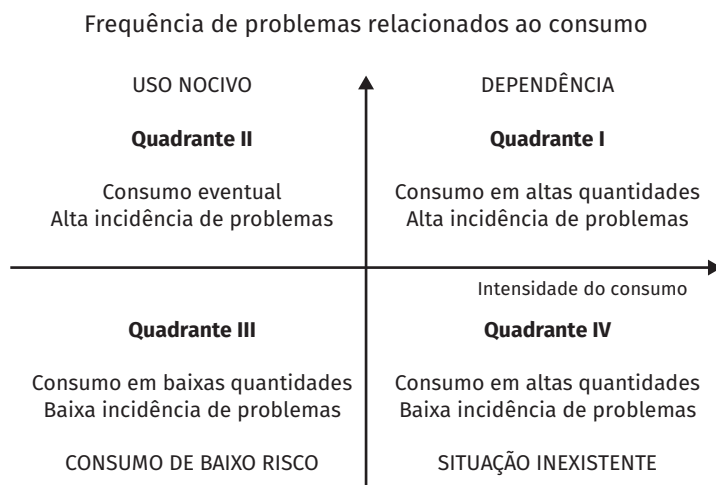 Frequência de problemas relacionados ao consumo
USO NOCIVO
Quadrante II
Consumo eventual
Alta incidência de problemas
DEPENDÊNCIA
Quadrante I
Consumo em altas quantidades
Alta incidência de problemas
Intensidade do consumo
Quadrante III
Consumo em baixas quantidades
Baixa incidência de problemas
CONSUMO DE BAIXO RISCO
Quadrante IV
Consumo em altas quantidades
Baixa incidência de problemas
SITUAÇÃO INEXISTENTE